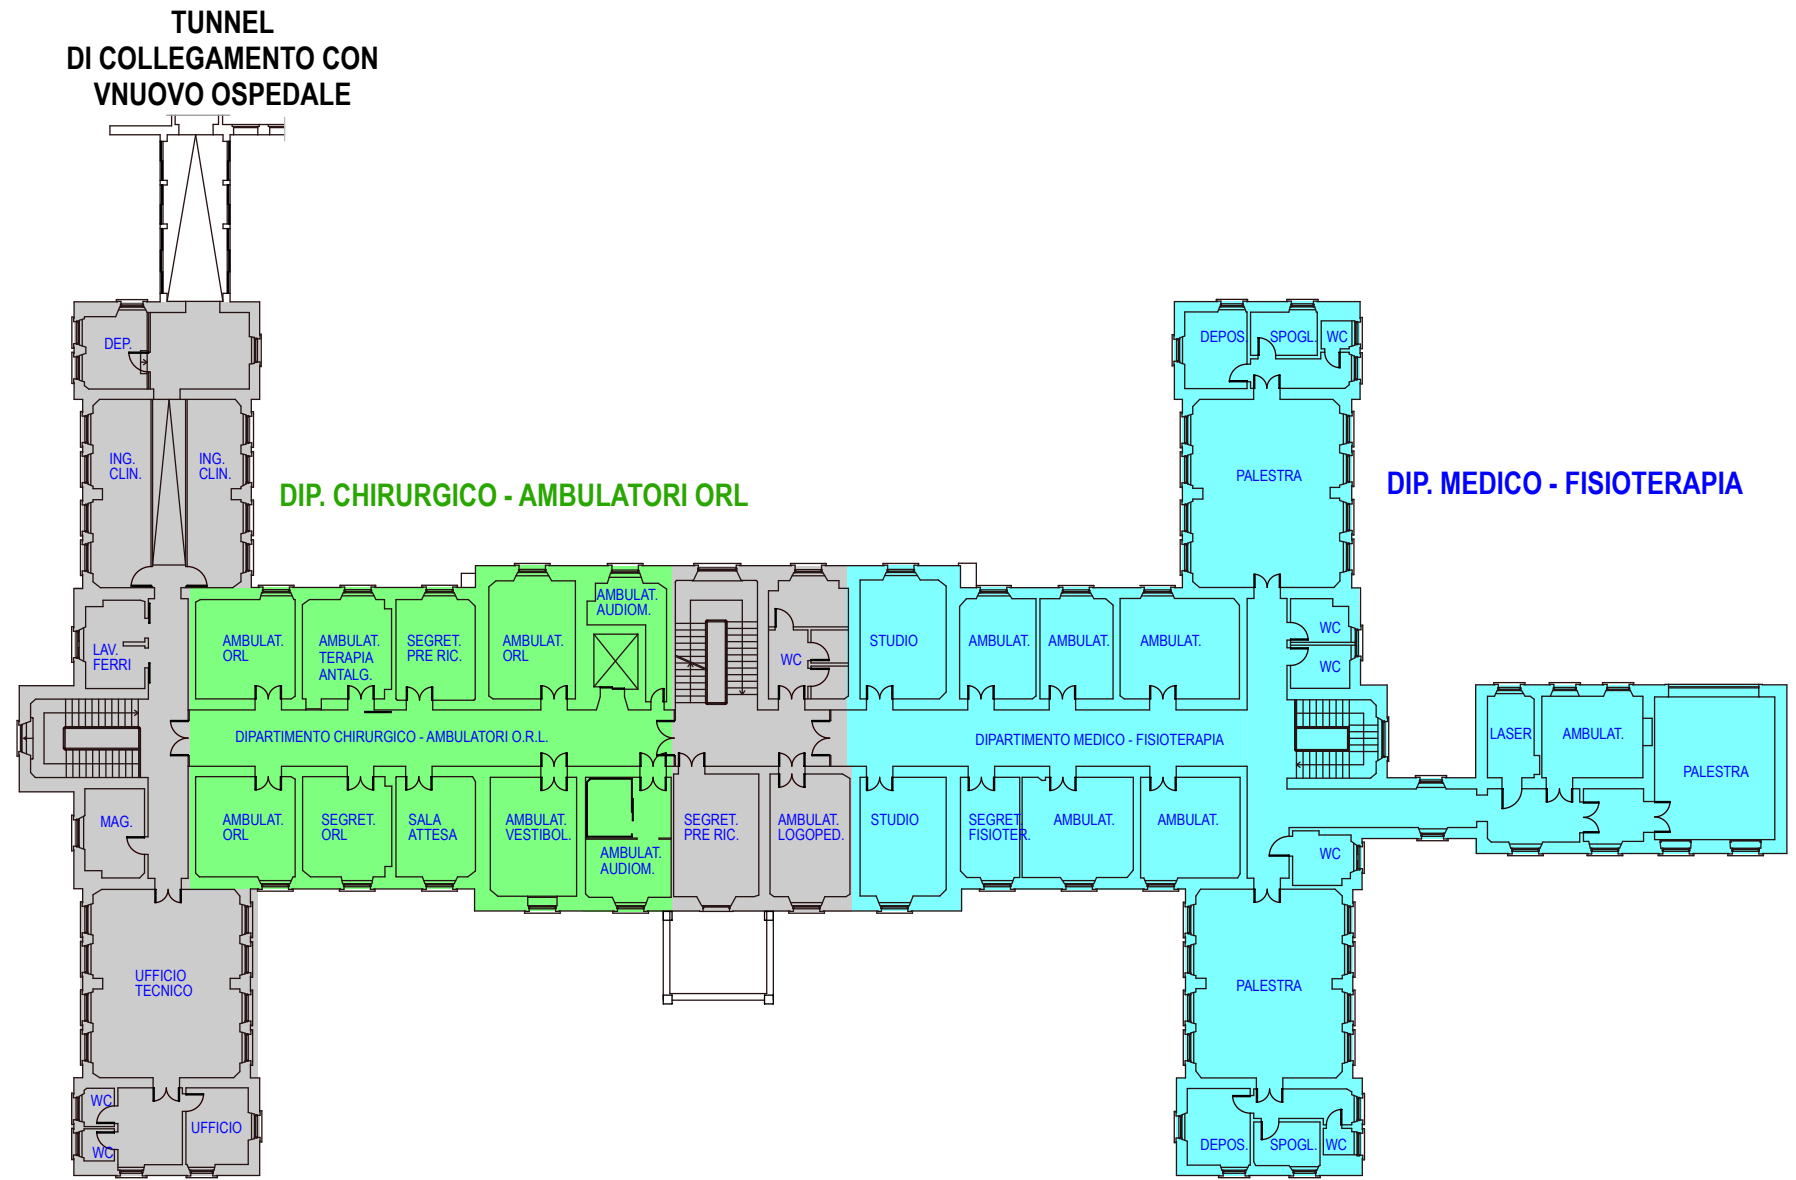 TUNNEL
DI COLLEGAMENTO CON
VNUOVO OSPEDALE
DEP.
DEPOS.
SPOGL.
WC
ING.
CLIN.
ING.
CLIN.
PALESTRA
DIP. CHIRURGICO - AMBULATORI ORL
DIP. MEDICO - FISIOTERAPIA
LAV.
FERRI
AMBULAT.
ORL
AMBULAT.
TERAPIA
ANTALG.
SEGRET.
PRE RIC.
AMBULAT.
ORL
AMBULAT.
AUDIOM.
WC
STUDIO
AMBULAT.
AMBULAT.
AMBULAT.
WC
WC
DIPARTIMENTO CHIRURGICO - AMBULATORI O.R.L.
DIPARTIMENTO MEDICO - FISIOTERAPIA
LASER
AMBULAT.
PALESTRA
MAG.
AMBULAT.
ORL
SEGRET.
ORL
SALA
ATTESA
AMBULAT.
VESTIBOL.
AMBULAT.
AUDIOM.
SEGRET.
PRE RIC.
AMBULAT.
LOGOPED.
STUDIO
SEGRET.
FISIOTER.
AMBULAT.
AMBULAT.
WC
UFFICIO
TECNICO
PALESTRA
WC
WC
UFFICIO
DEPOS.
SPOGL.
WC